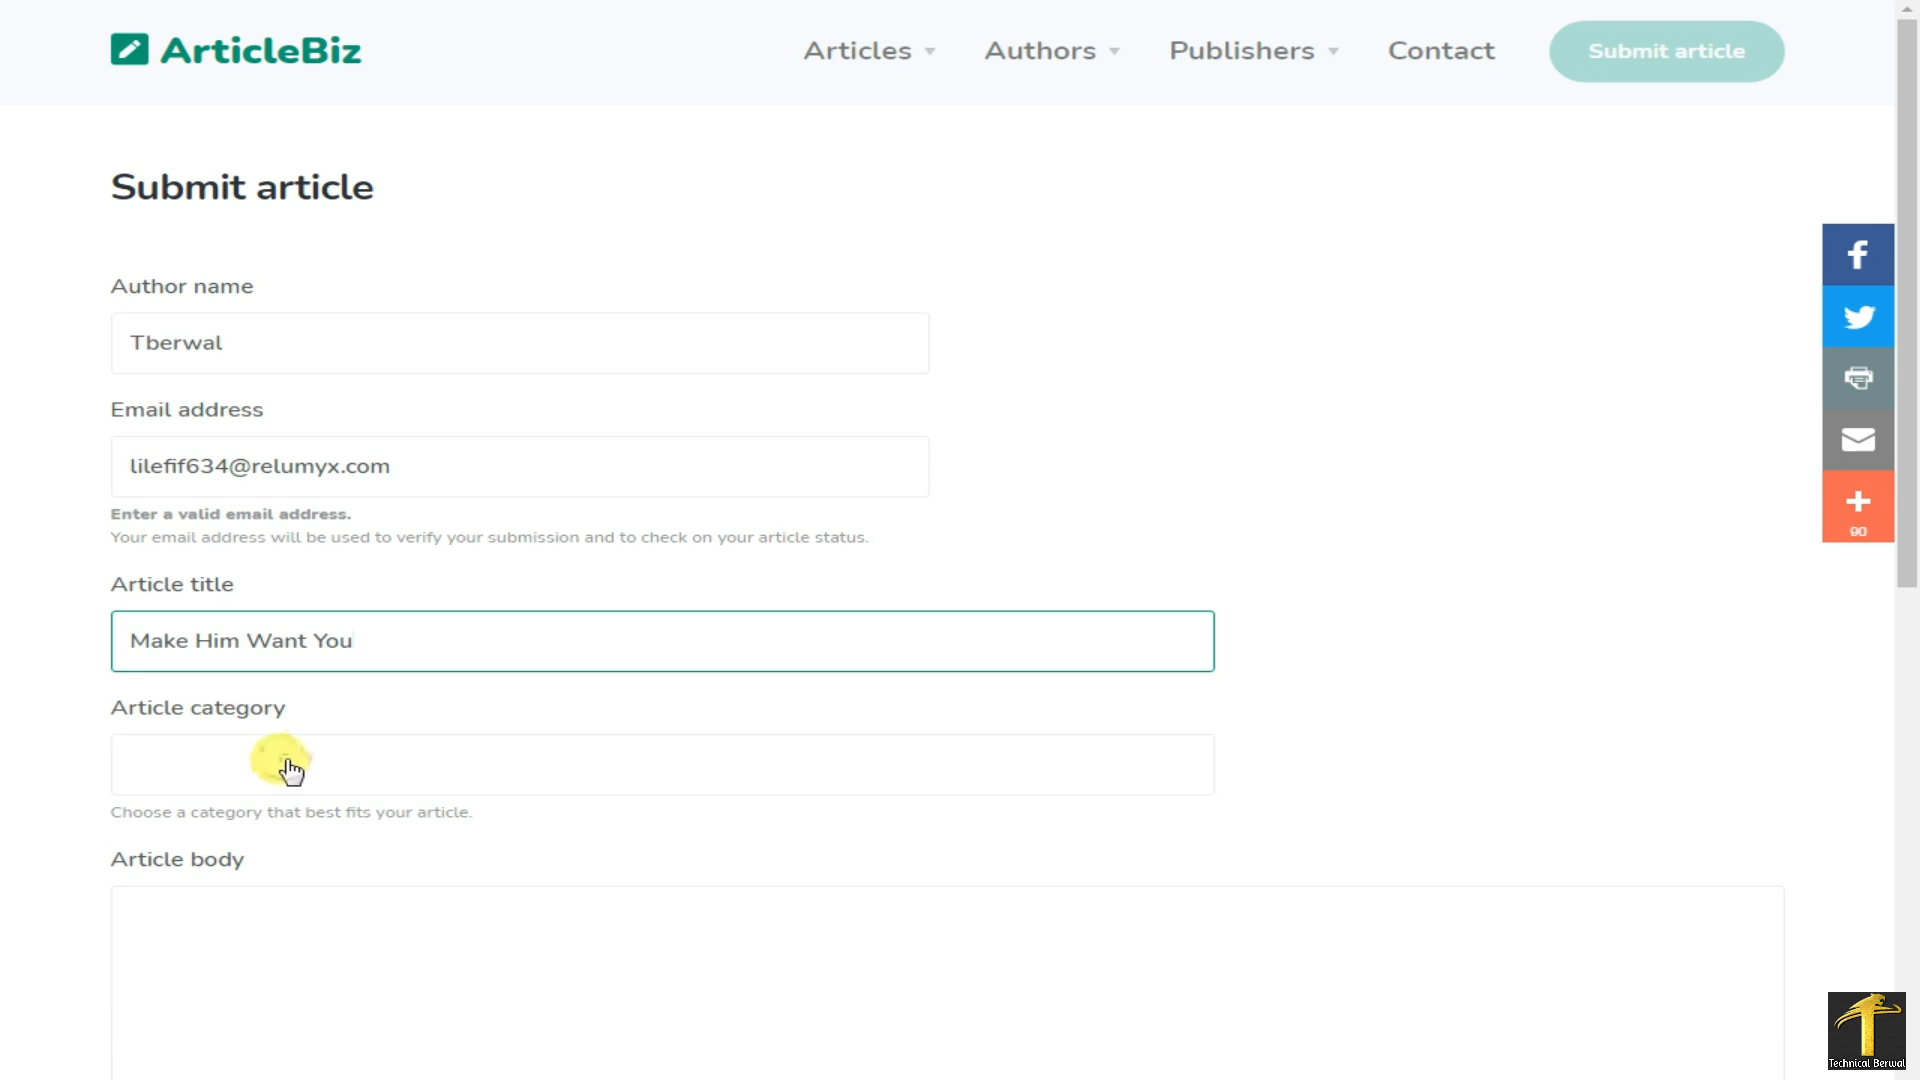 ArticleBiz
Articles
Authors
Publishers
Contact
Submit article
Submit article
Author name
Tberwal
Email address
lilefif634@relumyx.com
Enter a valid email address.
Your email address will be used to verify your submission and to check on your article status.
Article title
Make Him Want You
Article category
Choose a category that best fits your article.
Article body
90
Technical Berwal